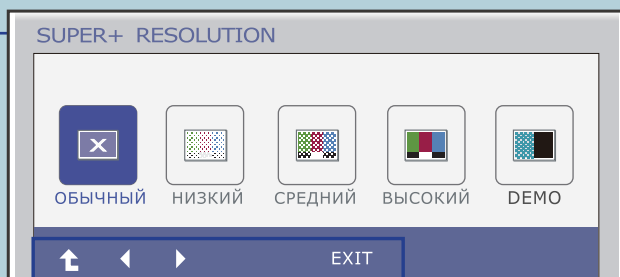 SUPER+ RESOLUTION
ОБЫЧНЫЙ НИЗКИЙ СРЕДНИЙ ВЫСОКИЙ DEMO
EXIT